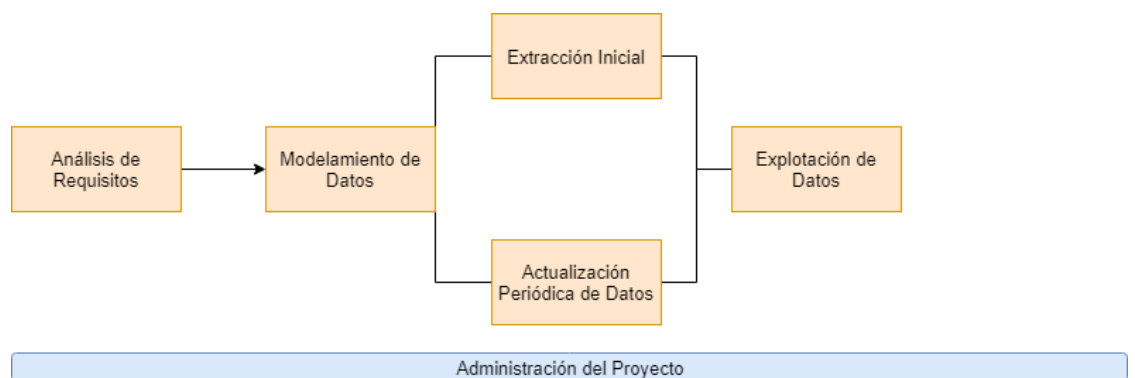 Extracción Inicial
Análisis de
Requisitos
Modelamiento de
Datos
Explotación de
Datos
Actualización
Periódica de Datos
Administración del Proyecto